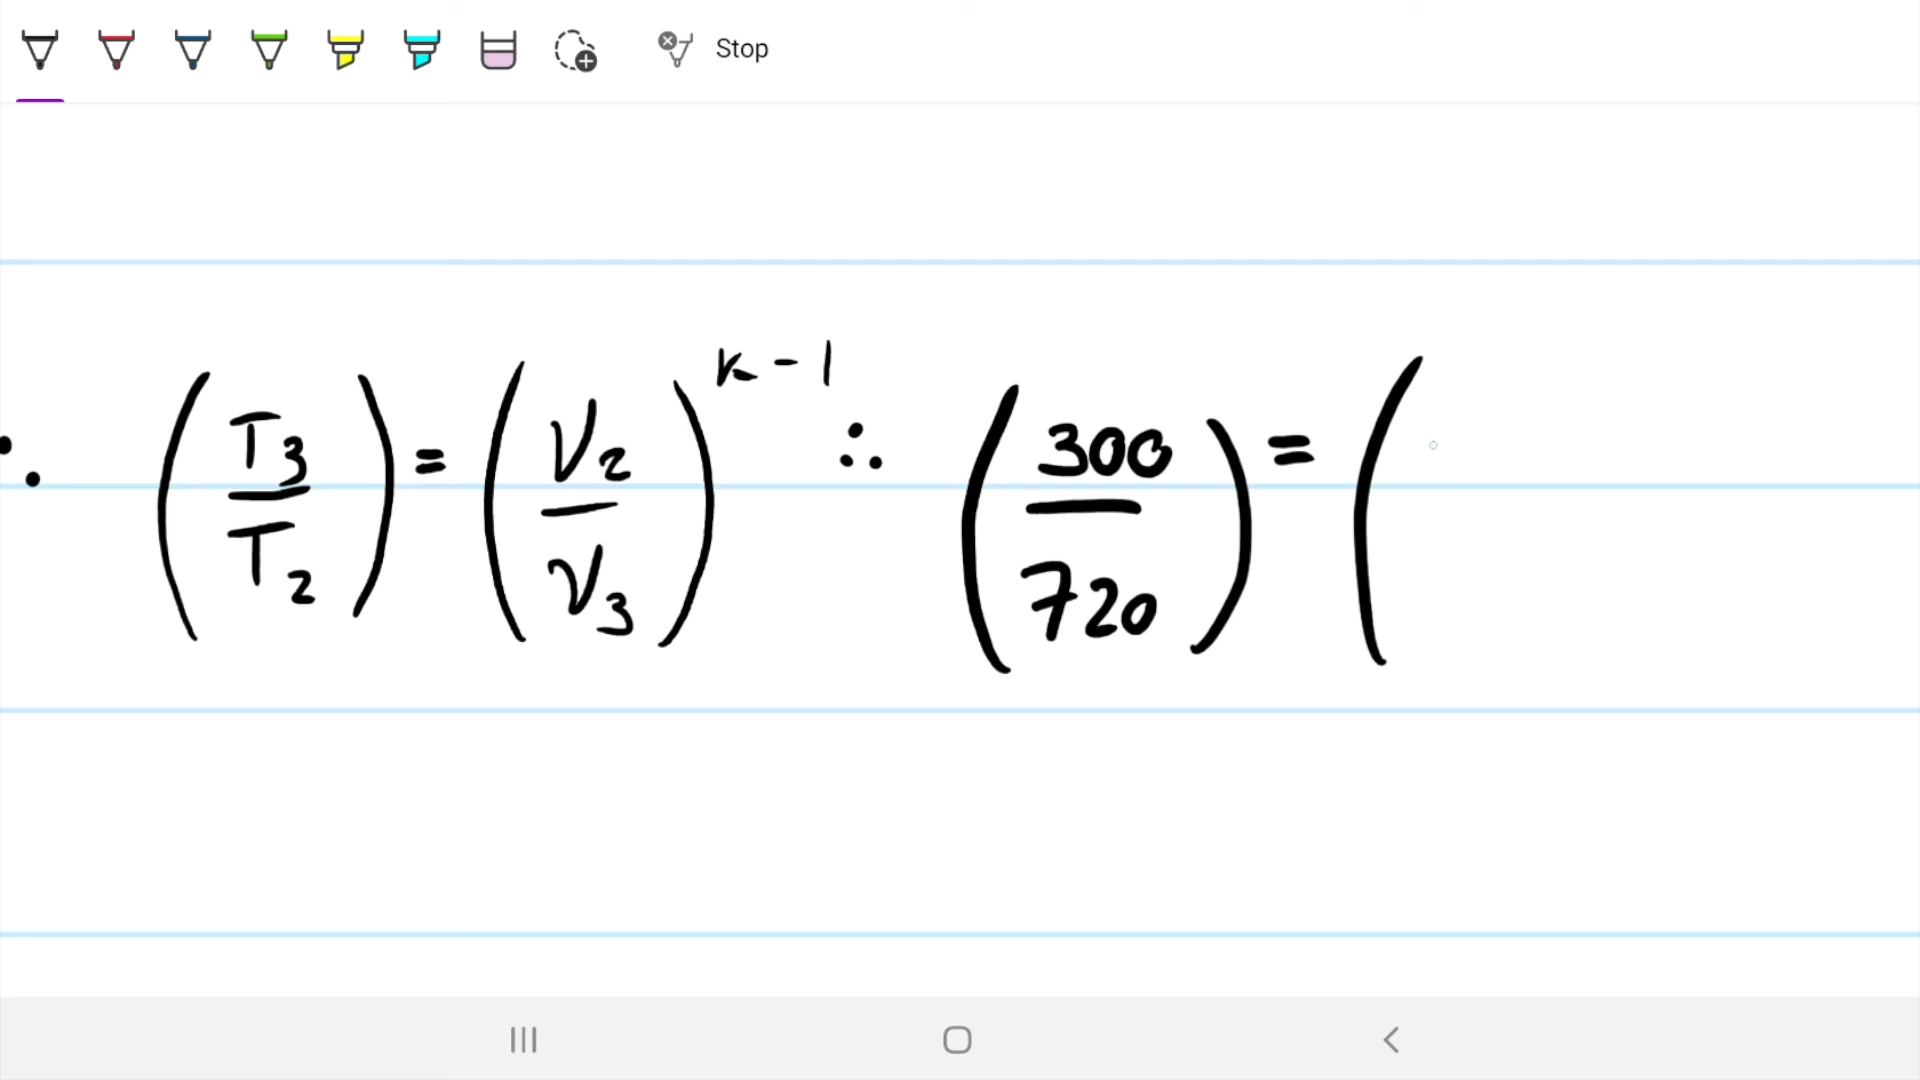 Stop
∴ (T₃/T₂) = (V₂/V₃)^(k-1) ∴ (300/720) = (